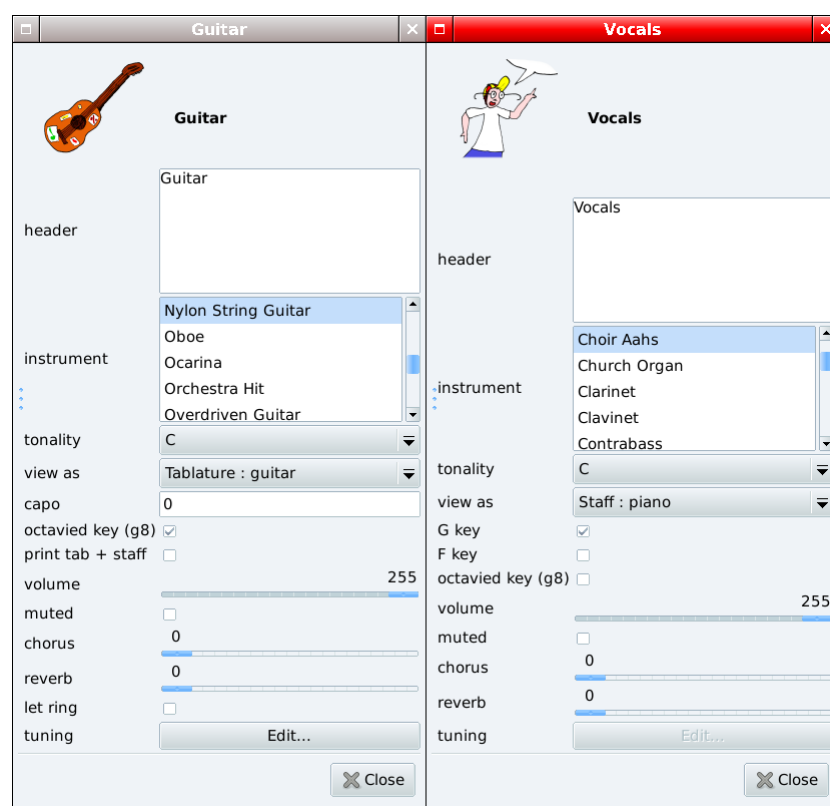 Guitar
Guitar
header
Guitar
instrument
Nylon String Guitar
Oboe
Ocarina
Orchestra Hit
Overdriven Guitar
tonality
C
view as
Tablature : guitar
capo
0
octavied key (g8)
print tab + staff
volume
255
muted
chorus
0
reverb
0
let ring
tuning
Edit...
Close
Vocals
Vocals
header
Vocals
instrument
Choir Aahs
Church Organ
Clarinet
Clavinet
Contrabass
tonality
C
view as
Staff : piano
G key
F key
octavied key (g8)
volume
255
muted
chorus
0
reverb
0
tuning
Edit...
Close